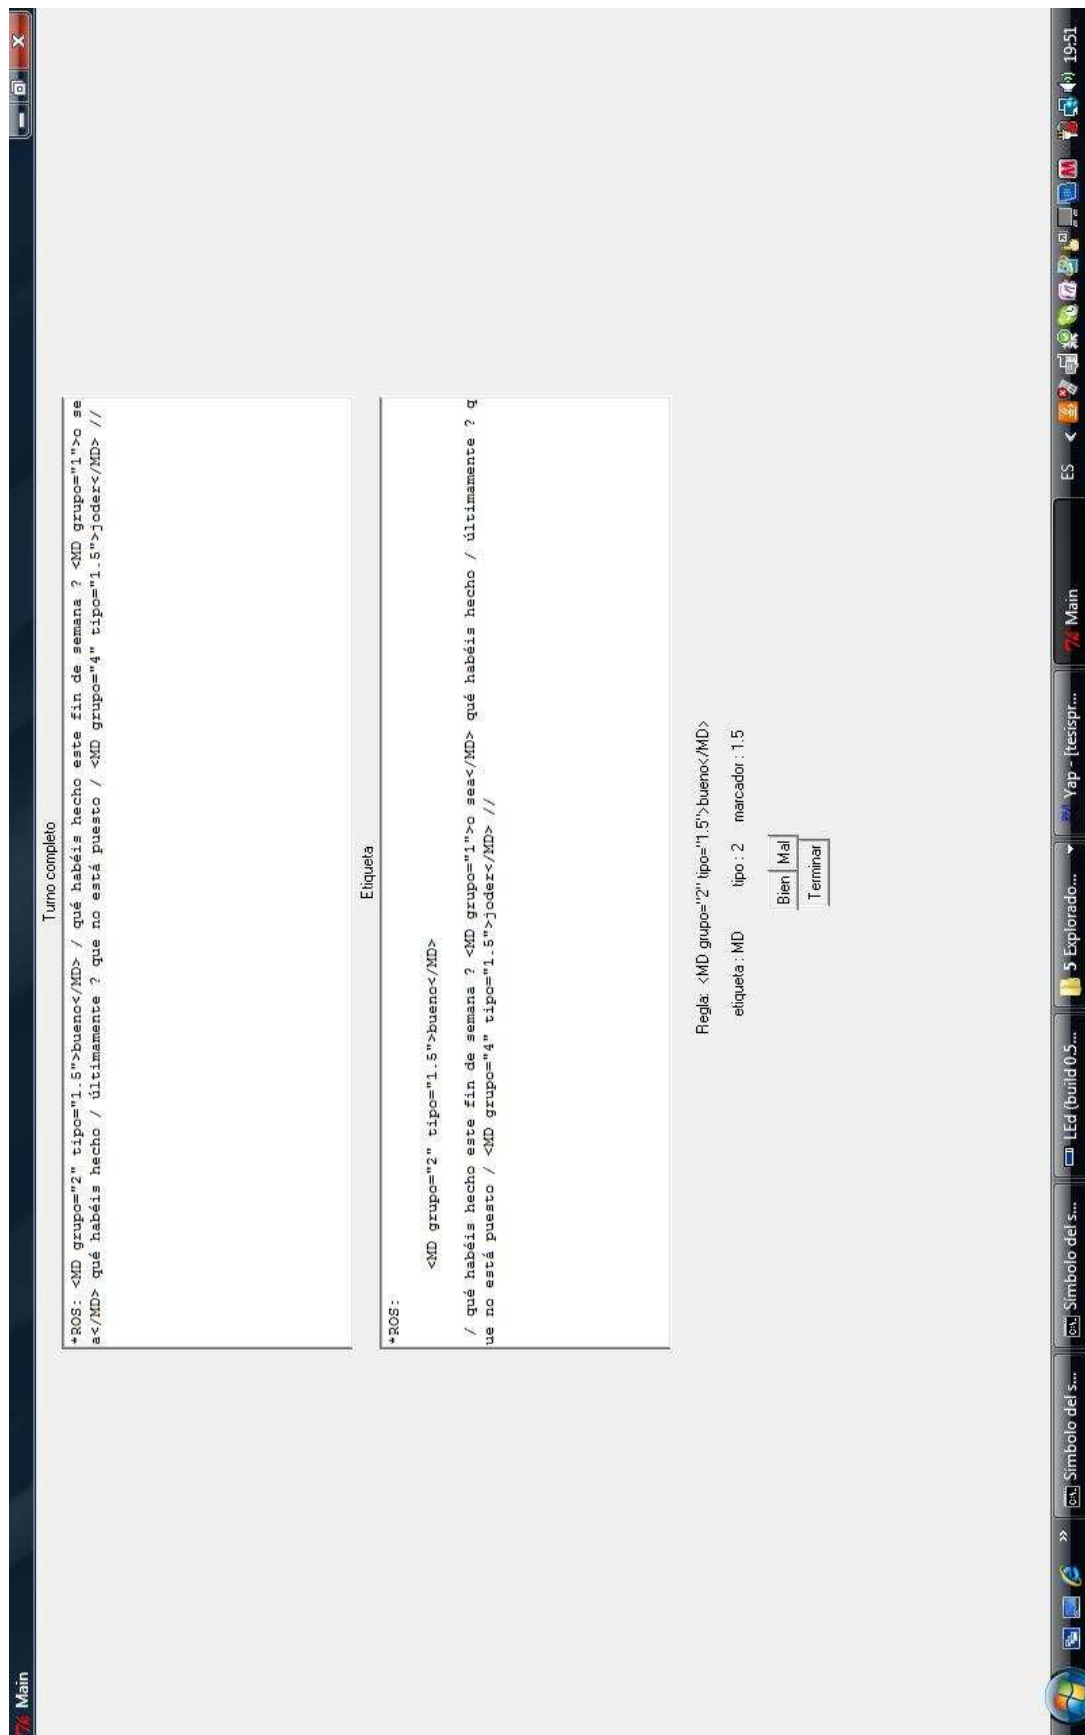 Main
Turno completo
*ROS: <MD grupo="2" tipo="1.5">bueno</MD> / qué habéis hecho este fin de semana ? <MD grupo="1">o se
a</MD> qué habéis hecho / últimamente ? que no está puesto / <MD grupo="4" tipo="1.5">joder</MD> //
Etiqueta
*ROS:
<MD grupo="2" tipo="1.5">bueno</MD>
/ qué habéis hecho este fin de semana ? <MD grupo="1">o sea</MD> qué habéis hecho / últimamente ? q
ue no está puesto / <MD grupo="4" tipo="1.5">joder</MD> //
Regla: <MD grupo="2" tipo="1.5">bueno</MD>
etiqueta : MD tipo : 2 marcador : 1.5
Bien Mal
Terminar
Símbolo del s... Símbolo del s... LEd (build 0.5... 5 Explorado... Yap - [tesispr... Main ES 19:51